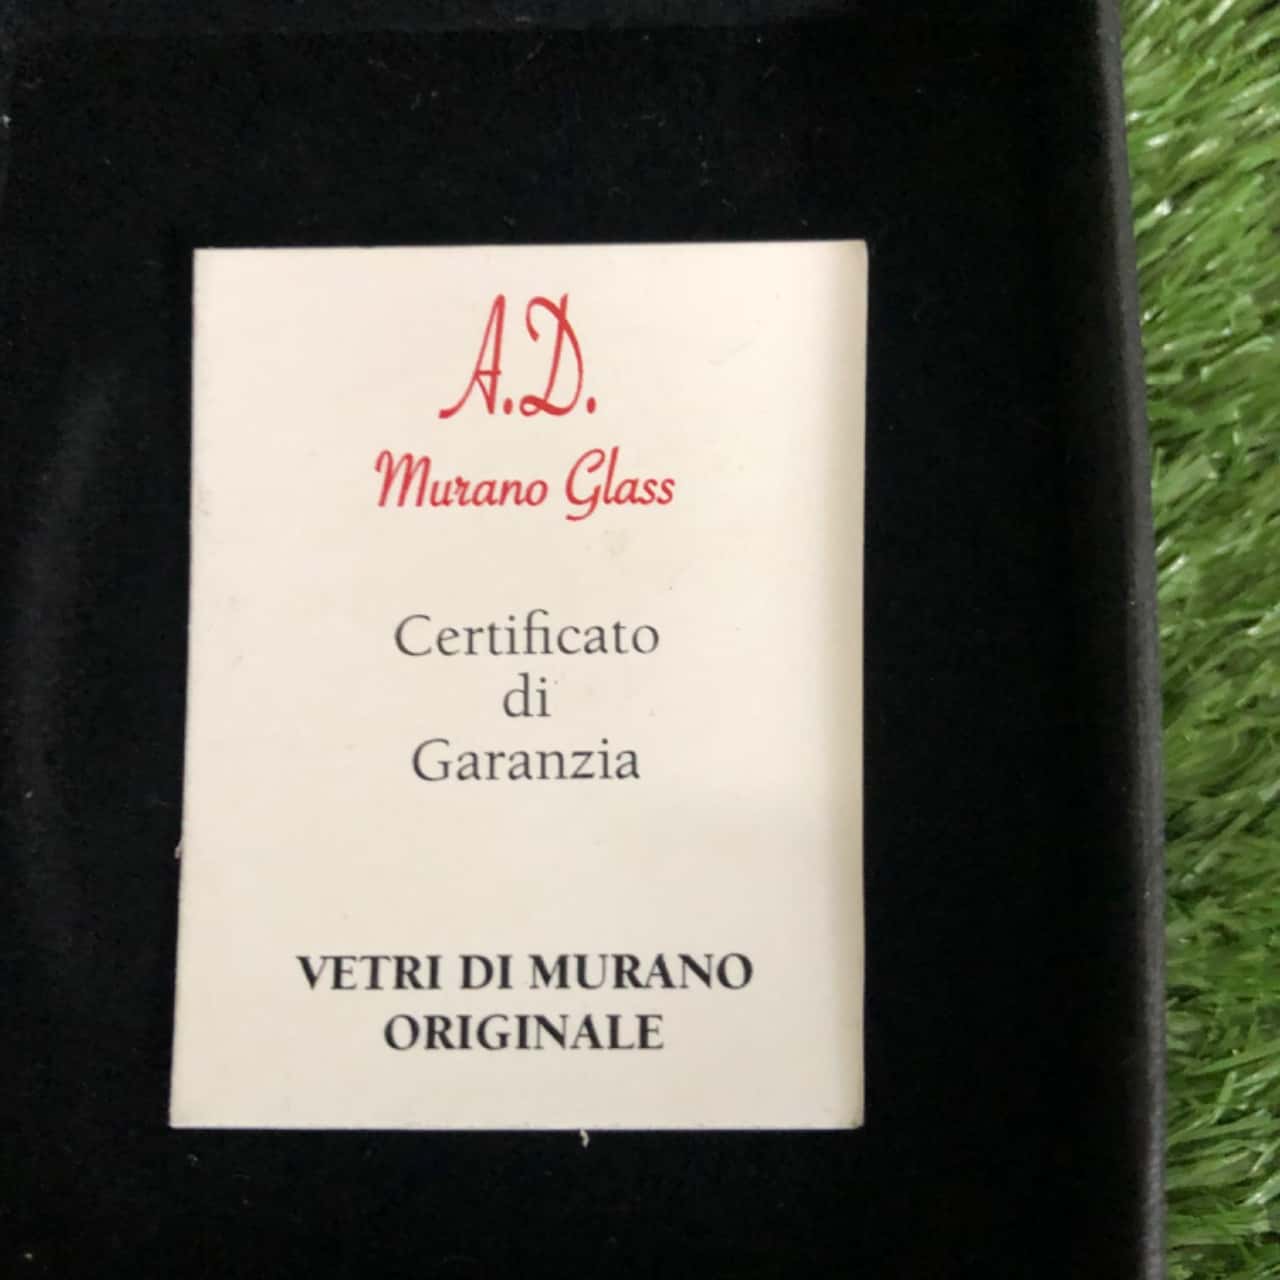 A.D.
Murano Glass
Certificato
di
Garanzia
VETRI DI MURANO
ORIGINALE